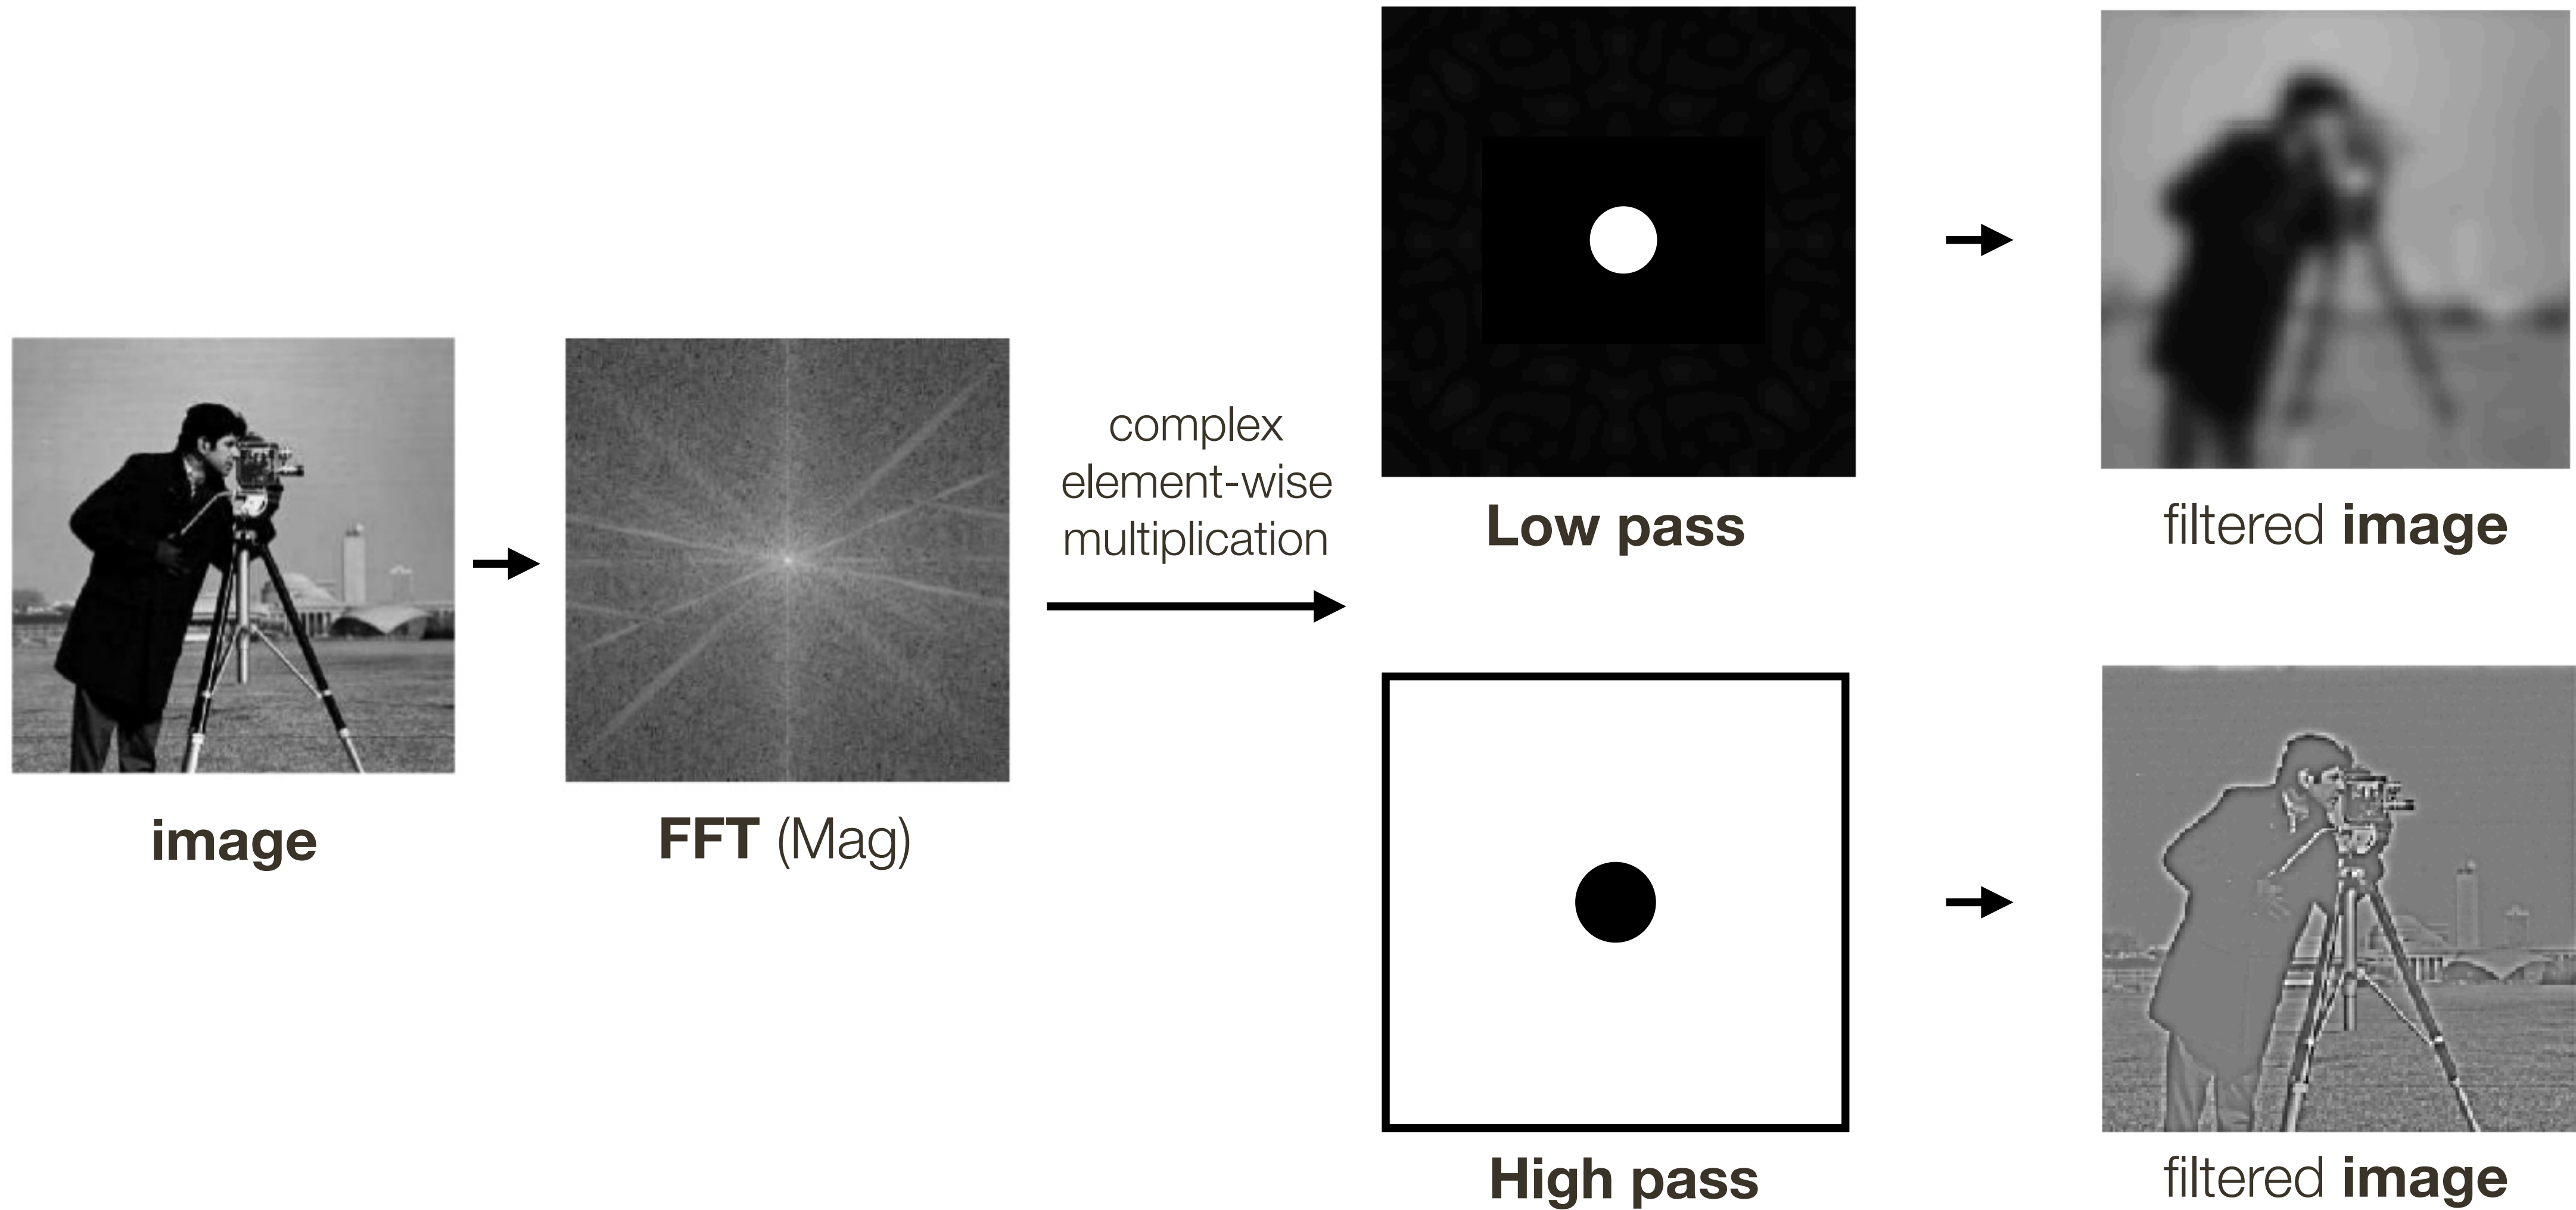 image
FFT (Mag)
complex
element-wise
multiplication
Low pass
filtered image
High pass
filtered image